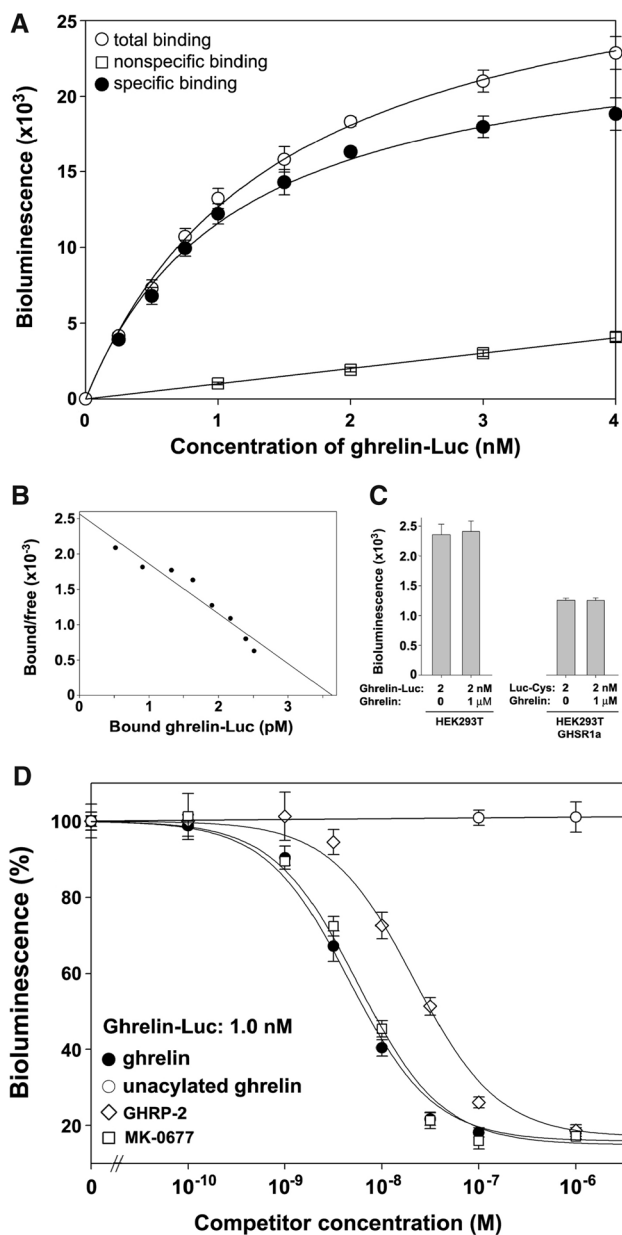 A
○ total binding
□ nonspecific binding
● specific binding
Bioluminescence (x10³)
25
20
15
10
5
0
0 1 2 3 4
Concentration of ghrelin-Luc (nM)
B
Bound/free (x10⁻³)
2.5
2.0
1.5
1.0
0.5
0
0 1 2 3
Bound ghrelin-Luc (pM)
C
Bioluminescence (x10³)
2.5
2.0
1.5
1.0
0.5
0
Ghrelin-Luc: 2 2 nM
Ghrelin: 0 1 μM
HEK293T
Luc-Cys: 2 2 nM
Ghrelin: 0 1 μM
HEK293T
GHSR1a
D
Bioluminescence (%)
100
80
60
40
20
Ghrelin-Luc: 1.0 nM
● ghrelin
○ unacylated ghrelin
◇ GHRP-2
□ MK-0677
0 10⁻¹⁰ 10⁻⁹ 10⁻⁸ 10⁻⁷ 10⁻⁶
Competitor concentration (M)